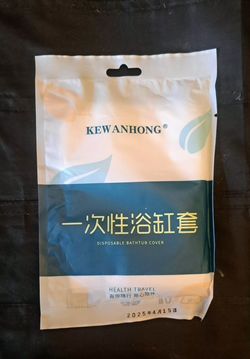 KEWANHONG®
一次性浴缸套
DISPOSABLE BATHTUB COVER
HEALTH TRAVEL